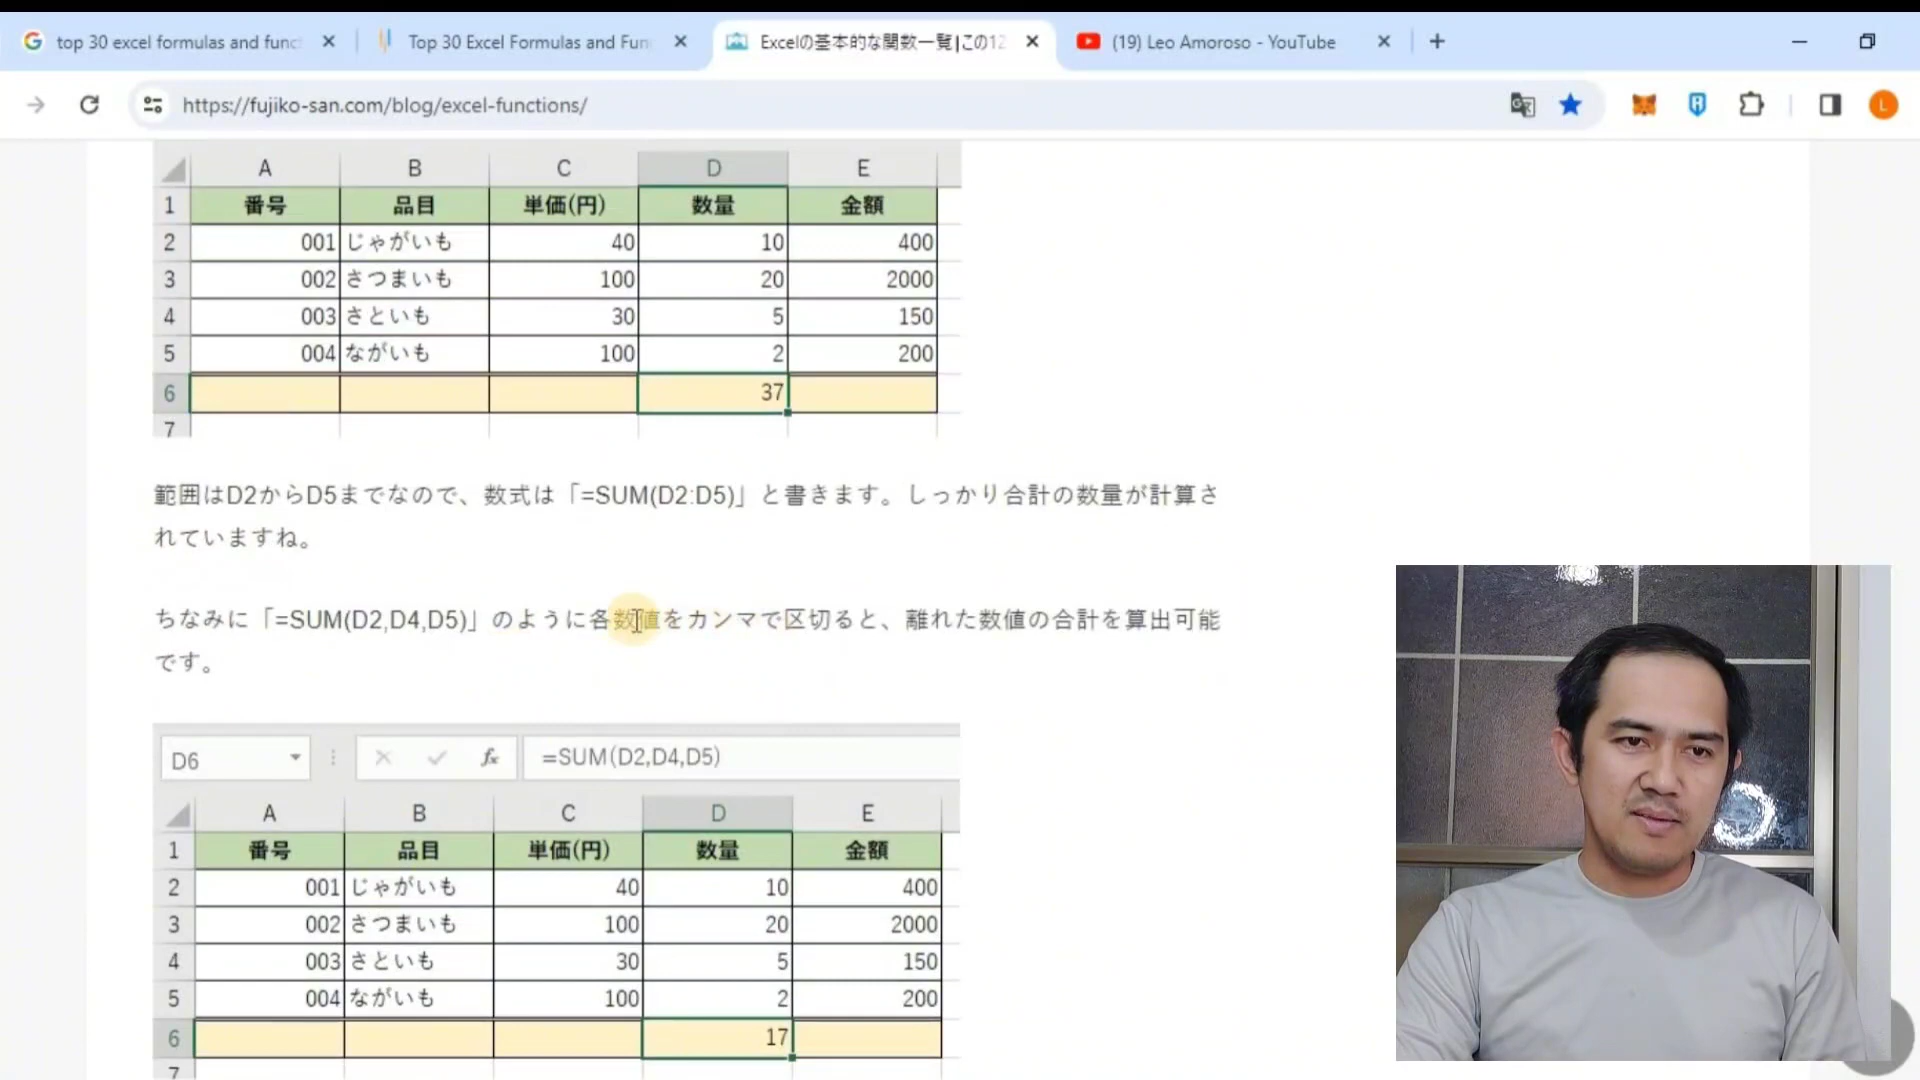 top 30 excel formulas and func
Top 30 Excel Formulas and Fun
Excelの基本的な関数一覧|この12
(19) Leo Amoroso - YouTube
https://fujiko-san.com/blog/excel-functions/
L
A B C D E
1 番号 品目 単価(円) 数量 金額
2 001 じゃがいも 40 10 400
3 002 さつまいも 100 20 2000
4 003 さといも 30 5 150
5 004 ながいも 100 2 200
6 37
7
範囲はD2からD5までなので、数式は「=SUM(D2:D5)」と書きます。しっかり合計の数量が計算さ
れていますね。
ちなみに「=SUM(D2,D4,D5)」のように各数値をカンマで区切ると、離れた数値の合計を算出可能
です。
D6 fx =SUM(D2,D4,D5)
A B C D E
1 番号 品目 単価(円) 数量 金額
2 001 じゃがいも 40 10 400
3 002 さつまいも 100 20 2000
4 003 さといも 30 5 150
5 004 ながいも 100 2 200
6 17
7